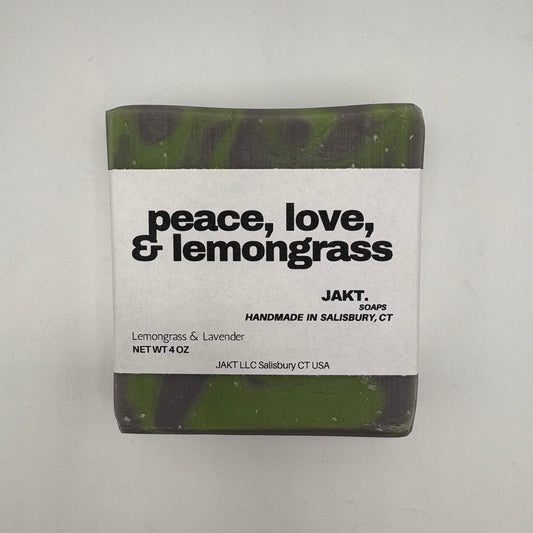 peace, love,
& lemongrass
JAKT.
SOAPS
HANDMADE IN SALISBURY, CT
Lemongrass & Lavender
NET WT 4 OZ
JAKT LLC Salisbury CT USA